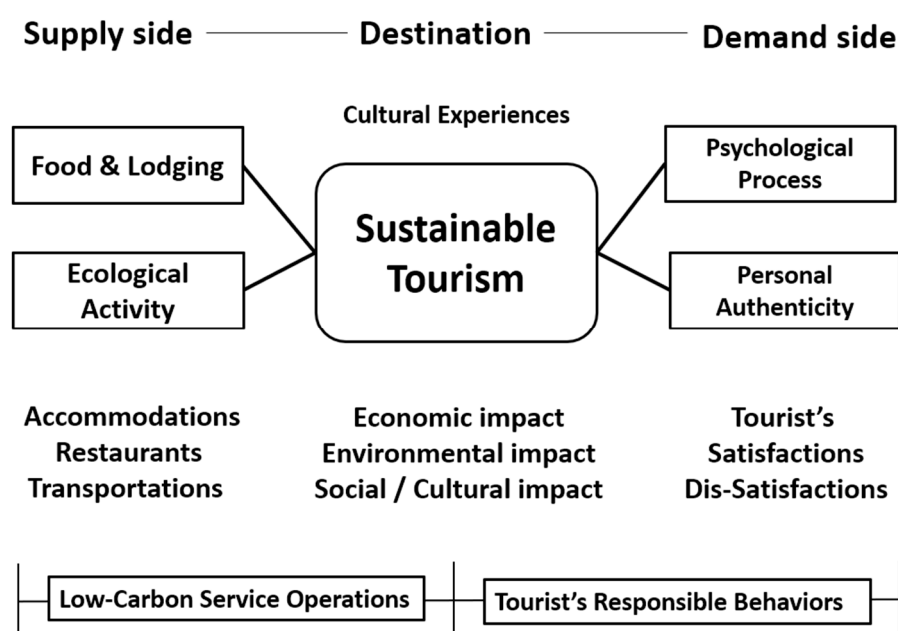 Supply side
Destination
Demand side
Cultural Experiences
Food & Lodging
Psychological
Process
Sustainable
Tourism
Ecological
Activity
Personal
Authenticity
Accommodations
Restaurants
Transportations
Economic impact
Environmental impact
Social / Cultural impact
Tourist's
Satisfactions
Dis-Satisfactions
Low-Carbon Service Operations
Tourist's Responsible Behaviors